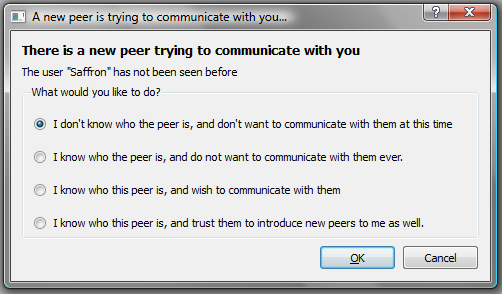 A new peer is trying to communicate with you...
There is a new peer trying to communicate with you
The user "Saffron" has not been seen before
What would you like to do?
I don't know who the peer is, and don't want to communicate with them at this time
I know who the peer is, and do not want to communicate with them ever.
I know who this peer is, and wish to communicate with them
I know who this peer is, and trust them to introduce new peers to me as well.
OK Cancel